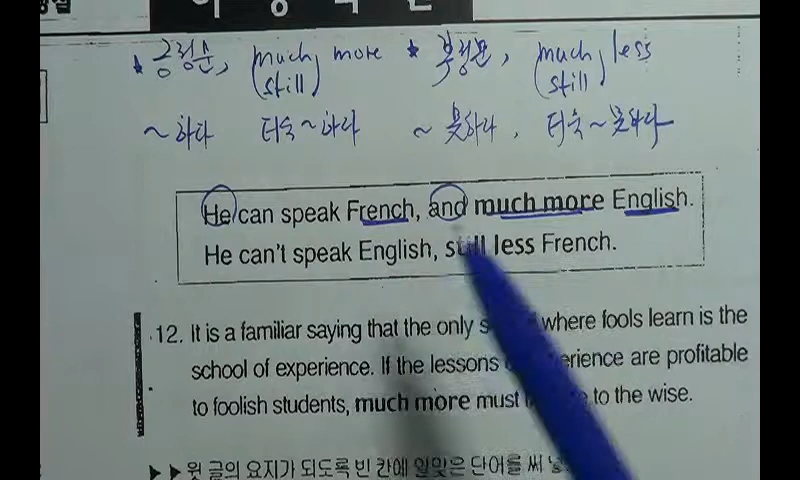 * 긍정문, much more * 부정문, much less
(still) (still)
~하다 더욱~하다 ~못하다, 더욱~못하다
He can speak French, and much more English.
He can't speak English, still less French.
12. It is a familiar saying that the only where fools learn is the
school of experience. If the lessons are profitable
to foolish students, much more must to the wise.
▶▶윗 글의 요지가 되도록 빈 칸에 알맞은 단어를 써